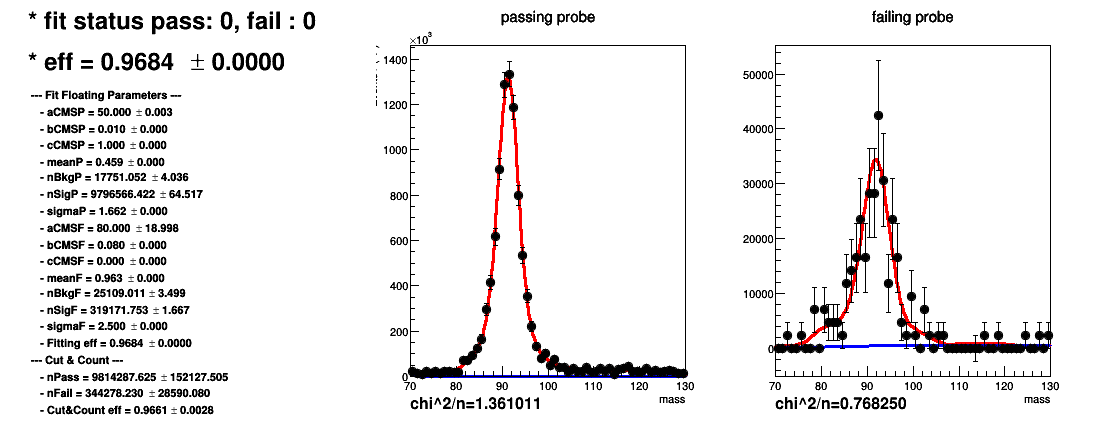 * fit status pass: 0, fail : 0
* eff = 0.9684 ± 0.0000
--- Fit Floating Parameters ---
- aCMSP = 50.000 ± 0.003
- bCMSP = 0.010 ± 0.000
- cCMSP = 1.000 ± 0.000
- meanP = 0.459 ± 0.000
- nBkgP = 17751.052 ± 4.036
- nSigP = 9796566.422 ± 64.517
- sigmaP = 1.662 ± 0.000
- aCMSF = 80.000 ± 18.998
- bCMSF = 0.080 ± 0.000
- cCMSF = 0.000 ± 0.000
- meanF = 0.963 ± 0.000
- nBkgF = 25109.011 ± 3.499
- nSigF = 319171.753 ± 1.667
- sigmaF = 2.500 ± 0.000
- Fitting eff = 0.9684 ± 0.0000
--- Cut & Count ---
- nPass = 9814287.625 ± 152127.505
- nFail = 344278.230 ± 28590.080
- Cut&Count eff = 0.9661 ± 0.0028
passing probe
×10³
1400
1200
1000
800
600
400
200
0
70 80 90 100 110 120 130
mass
chi^2/n=1.361011
failing probe
50000
40000
30000
20000
10000
0
70 80 90 100 110 120 130
mass
chi^2/n=0.768250